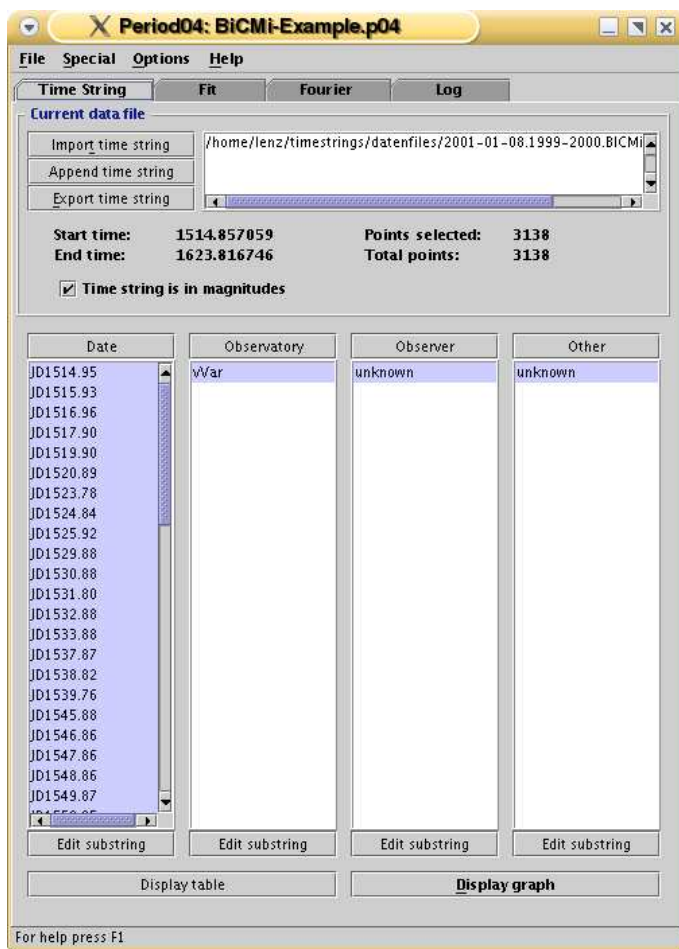 Period04: BiCMi-Example.p04
File Special Options Help
Time String Fit Fourier Log
Current data file
Import time string
/home/lenz/timestrings/datenfiles/2001-01-08.1999-2000.BICMi
Append time string
Export time string
Start time: 1514.857059 Points selected: 3138
End time: 1623.816746 Total points: 3138
Time string is in magnitudes
Date Observatory Observer Other
JD1514.95 vVar unknown unknown
JD1515.93
JD1516.96
JD1517.90
JD1519.90
JD1520.89
JD1523.78
JD1524.84
JD1525.92
JD1529.88
JD1530.88
JD1531.80
JD1532.88
JD1533.88
JD1537.87
JD1538.82
JD1539.76
JD1545.88
JD1546.86
JD1547.86
JD1548.86
JD1549.87
Edit substring Edit substring Edit substring Edit substring
Display table Display graph
For help press F1